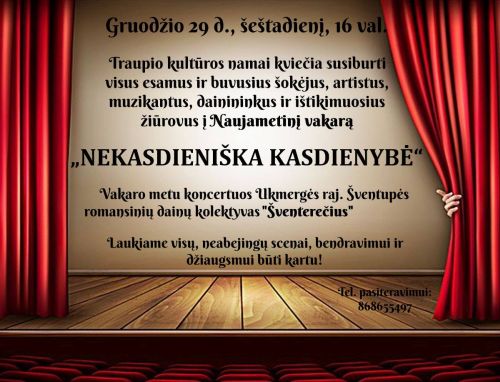 Gruodžio 29 d., šeštadienį, 16 val.
Traupio kultūros namai kviečia susiburti
visus esamus ir buvusius šokėjus, artistus,
muzikantus, dainininkus ir ištikimuosius
žiūrovus į Naujametinį vakarą
„NEKASDIENIŠKA KASDIENYBĖ“
Vakaro metu koncertuos Ukmergės raj. Šventupės
romansinių dainų kolektyvas "Šventerečius"
Laukiame visų, neabejingų scenai, bendravimui ir
džiaugsmui būti kartu!
Tel. pasiteravimui:
868655497